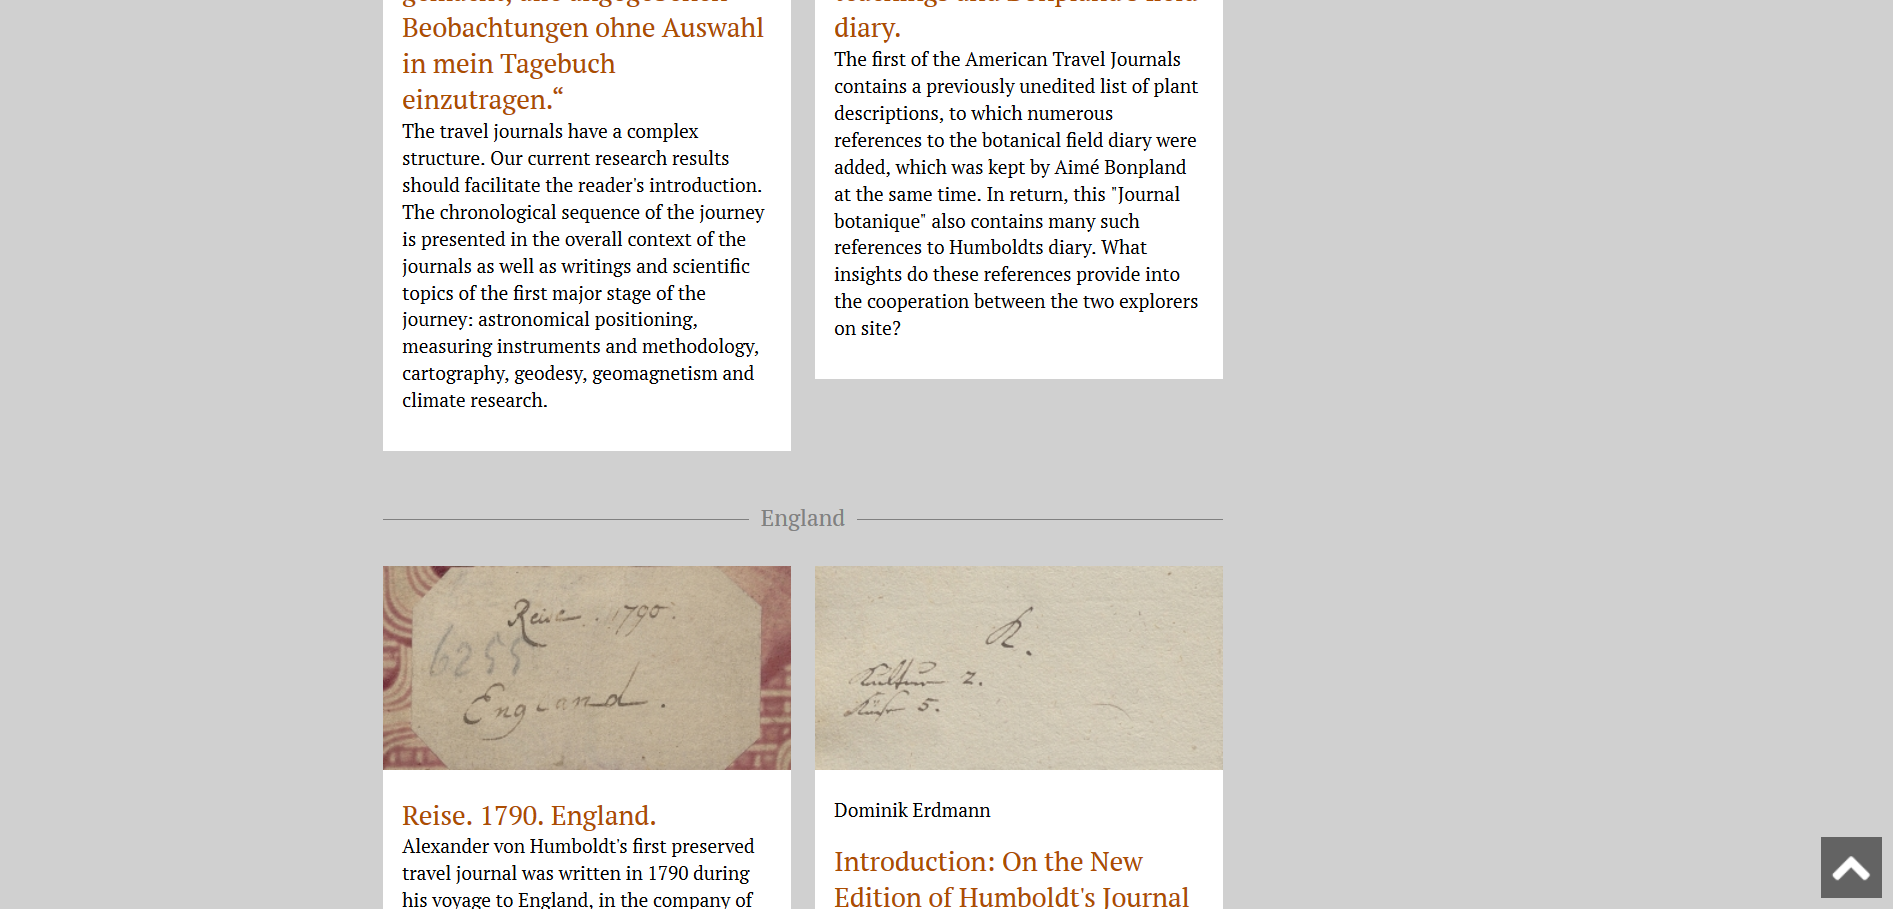 Beobachtungen ohne Auswahl
in mein Tagebuch
einzutragen.“
The travel journals have a complex
structure. Our current research results
should facilitate the reader's introduction.
The chronological sequence of the journey
is presented in the overall context of the
journals as well as writings and scientific
topics of the first major stage of the
journey: astronomical positioning,
measuring instruments and methodology,
cartography, geodesy, geomagnetism and
climate research.
diary.
The first of the American Travel Journals
contains a previously unedited list of plant
descriptions, to which numerous
references to the botanical field diary were
added, which was kept by Aimé Bonpland
at the same time. In return, this "Journal
botanique" also contains many such
references to Humboldts diary. What
insights do these references provide into
the cooperation between the two explorers
on site?
England
Reise. 1790.
6255
England.
K.
Kultur 2.
5.
Reise. 1790. England.
Alexander von Humboldt's first preserved
travel journal was written in 1790 during
his voyage to England, in the company of
Dominik Erdmann
Introduction: On the New
Edition of Humboldt's Journal